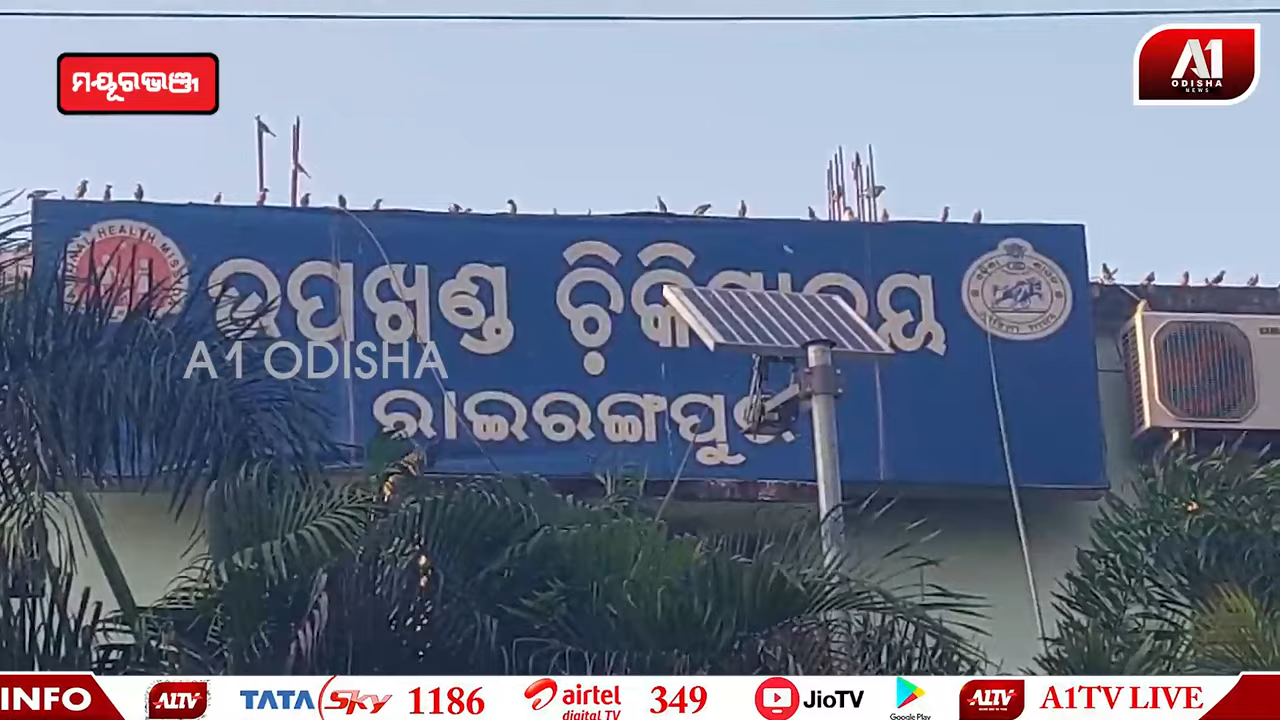 ମୟୂରଭଞ୍ଜ
A1
ODISHA
NEWS
ଉପଖଣ୍ଡ ଚିକିତ୍ସାଳୟ
A1 ODISHA
ରାଇରଙ୍ଗପୁର
INFO A1TV TATA Sky 1186 airtel digital TV 349 JioTV Google Play A1TV A1TV LIVE